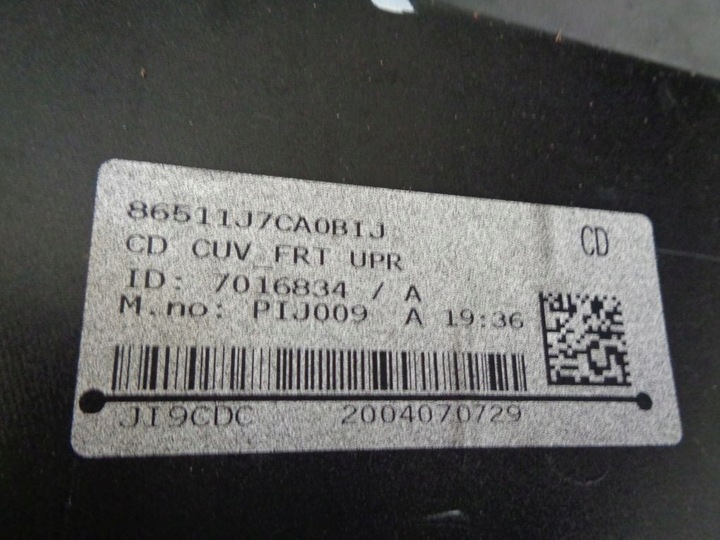 86511J7CA0BIJ
CD
CD CUV_FRT UPR
ID: 7016834 / A
M.no: PIJ009 A 19:36
JI9CDC 2004070729